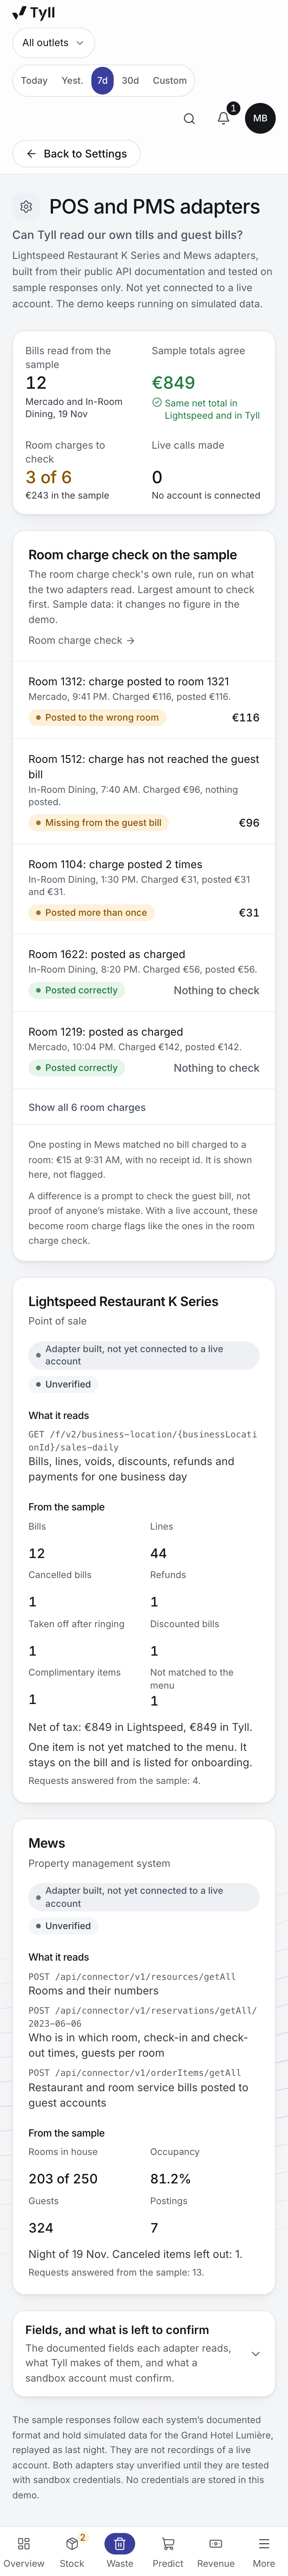 Tyll
All outlets
Today Yest. 7d 30d Custom
1
MB
Back to Settings
POS and PMS adapters
Can Tyll read our own tills and guest bills?
Lightspeed Restaurant K Series and Mews adapters,
built from their public API documentation and tested on
sample responses only. Not yet connected to a live
account. The demo keeps running on simulated data.
Bills read from the
sample
12
Mercado and In-Room
Dining, 19 Nov
Sample totals agree
€849
Same net total in
Lightspeed and in Tyll
Room charges to
check
3 of 6
€243 in the sample
Live calls made
0
No account is connected
Room charge check on the sample
The room charge check's own rule, run on what
the two adapters read. Largest amount to check
first. Sample data: it changes no figure in the
demo.
Room charge check →
Room 1312: charge posted to room 1321
Mercado, 9:41 PM. Charged €116, posted €116.
Posted to the wrong room €116
Room 1512: charge has not reached the guest
bill
In-Room Dining, 7:40 AM. Charged €96, nothing
posted.
Missing from the guest bill €96
Room 1104: charge posted 2 times
In-Room Dining, 1:30 PM. Charged €31, posted €31
and €31.
Posted more than once €31
Room 1622: posted as charged
In-Room Dining, 8:20 PM. Charged €56, posted €56.
Posted correctly Nothing to check
Room 1219: posted as charged
Mercado, 10:04 PM. Charged €142, posted €142.
Posted correctly Nothing to check
Show all 6 room charges
One posting in Mews matched no bill charged to a
room: €15 at 9:31 AM, with no receipt id. It is shown
here, not flagged.
A difference is a prompt to check the guest bill, not
proof of anyone's mistake. With a live account, these
become room charge flags like the ones in the room
charge check.
Lightspeed Restaurant K Series
Point of sale
Adapter built, not yet connected to a live
account
Unverified
What it reads
GET /f/v2/business-location/{businessLocati
onId}/sales-daily
Bills, lines, voids, discounts, refunds and
payments for one business day
From the sample
Bills Lines
12 44
Cancelled bills Refunds
1 1
Taken off after ringing Discounted bills
1 1
Complimentary items
1
Not matched to the
menu
1
Net of tax: €849 in Lightspeed, €849 in Tyll.
One item is not yet matched to the menu. It
stays on the bill and is listed for onboarding.
Requests answered from the sample: 4.
Mews
Property management system
Adapter built, not yet connected to a live
account
Unverified
What it reads
POST /api/connector/v1/resources/getAll
Rooms and their numbers
POST /api/connector/v1/reservations/getAll/
2023-06-06
Who is in which room, check-in and check-
out times, guests per room
POST /api/connector/v1/orderItems/getAll
Restaurant and room service bills posted to
guest accounts
From the sample
Rooms in house Occupancy
203 of 250 81.2%
Guests Postings
324 7
Night of 19 Nov. Canceled items left out: 1.
Requests answered from the sample: 13.
Fields, and what is left to confirm
The documented fields each adapter reads,
what Tyll makes of them, and what a
sandbox account must confirm.
The sample responses follow each system's documented
format and hold simulated data for the Grand Hotel Lumière,
replayed as last night. They are not recordings of a live
account. Both adapters stay unverified until they are tested
with sandbox credentials. No credentials are stored in this
demo.
2
Overview Stock Waste Predict Revenue More